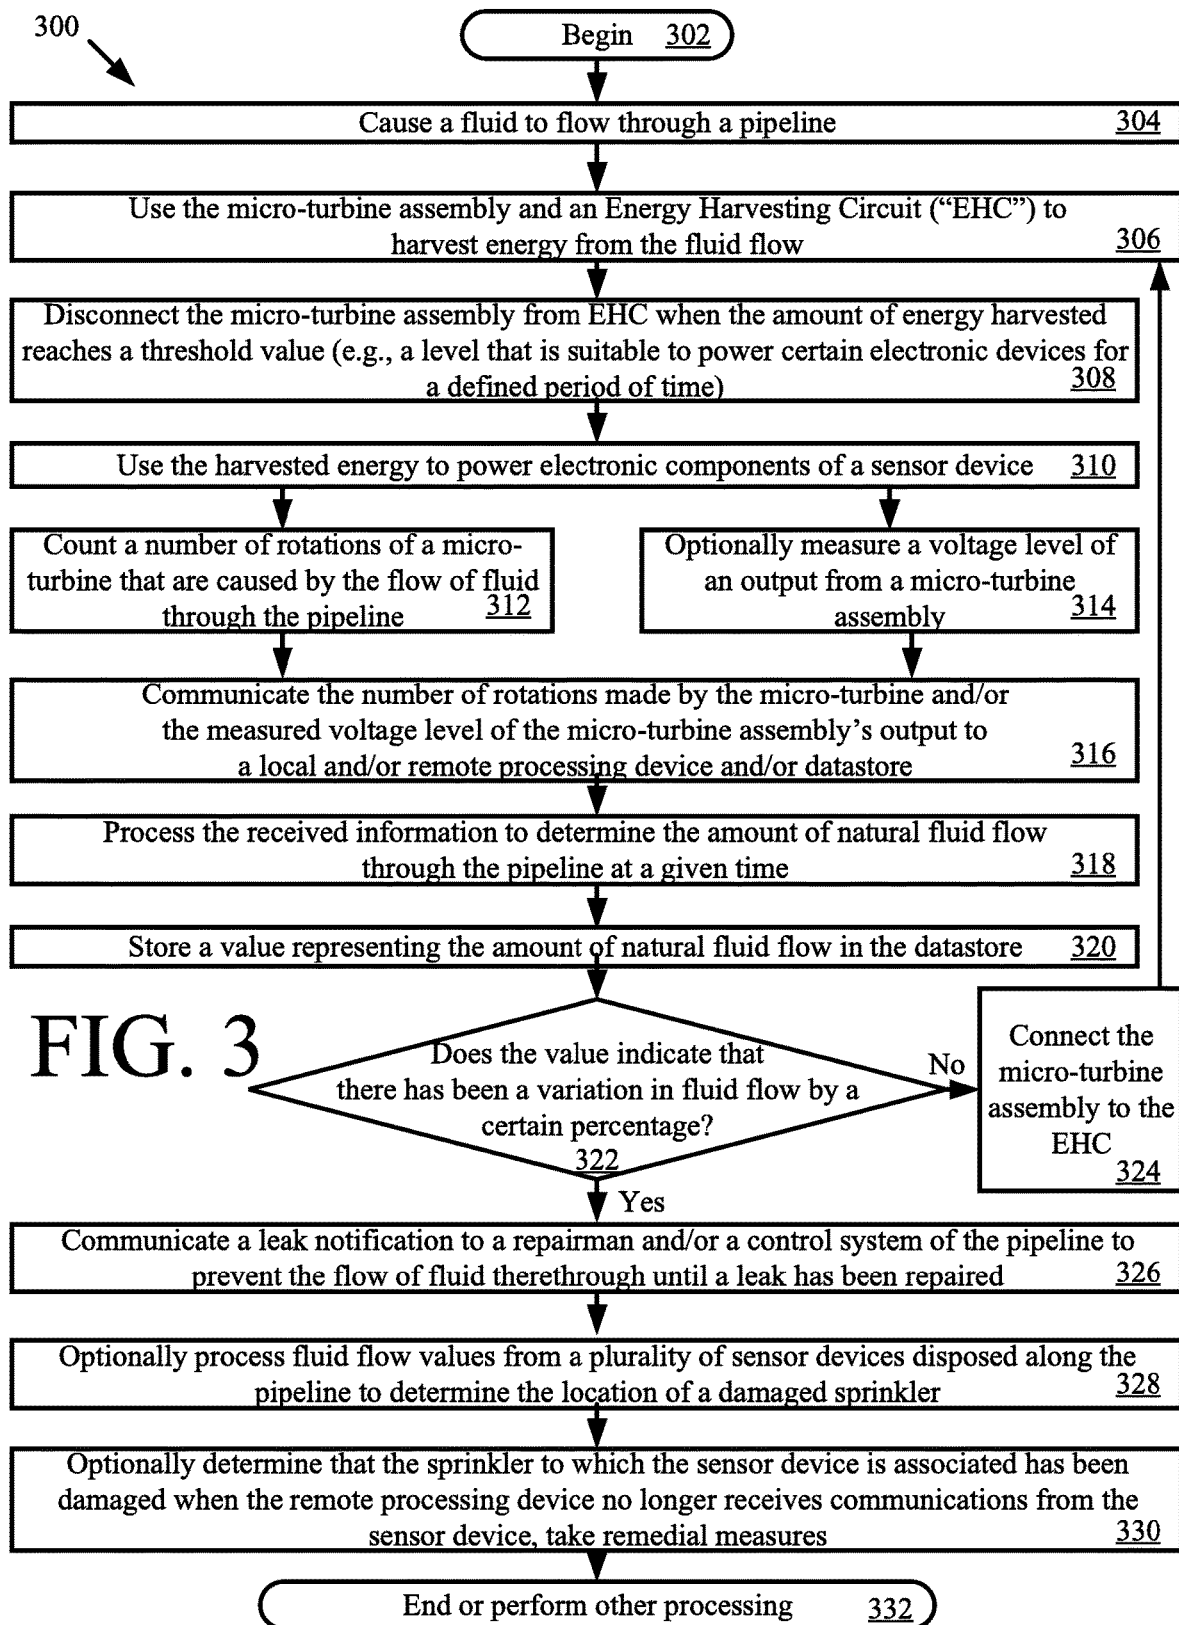 300
Begin 302
Cause a fluid to flow through a pipeline 304
Use the micro-turbine assembly and an Energy Harvesting Circuit (“EHC”) to
harvest energy from the fluid flow 306
Disconnect the micro-turbine assembly from EHC when the amount of energy harvested
reaches a threshold value (e.g., a level that is suitable to power certain electronic devices for
a defined period of time) 308
Use the harvested energy to power electronic components of a sensor device 310
Count a number of rotations of a micro-
turbine that are caused by the flow of fluid
through the pipeline 312
Optionally measure a voltage level of
an output from a micro-turbine
assembly 314
Communicate the number of rotations made by the micro-turbine and/or
the measured voltage level of the micro-turbine assembly’s output to
a local and/or remote processing device and/or datastore 316
Process the received information to determine the amount of natural fluid flow
through the pipeline at a given time 318
Store a value representing the amount of natural fluid flow in the datastore 320
FIG. 3
Does the value indicate that
there has been a variation in fluid flow by a
certain percentage?
322
No
Connect the
micro-turbine
assembly to the
EHC
324
Yes
Communicate a leak notification to a repairman and/or a control system of the pipeline to
prevent the flow of fluid therethrough until a leak has been repaired 326
Optionally process fluid flow values from a plurality of sensor devices disposed along the
pipeline to determine the location of a damaged sprinkler 328
Optionally determine that the sprinkler to which the sensor device is associated has been
damaged when the remote processing device no longer receives communications from the
sensor device, take remedial measures 330
End or perform other processing 332